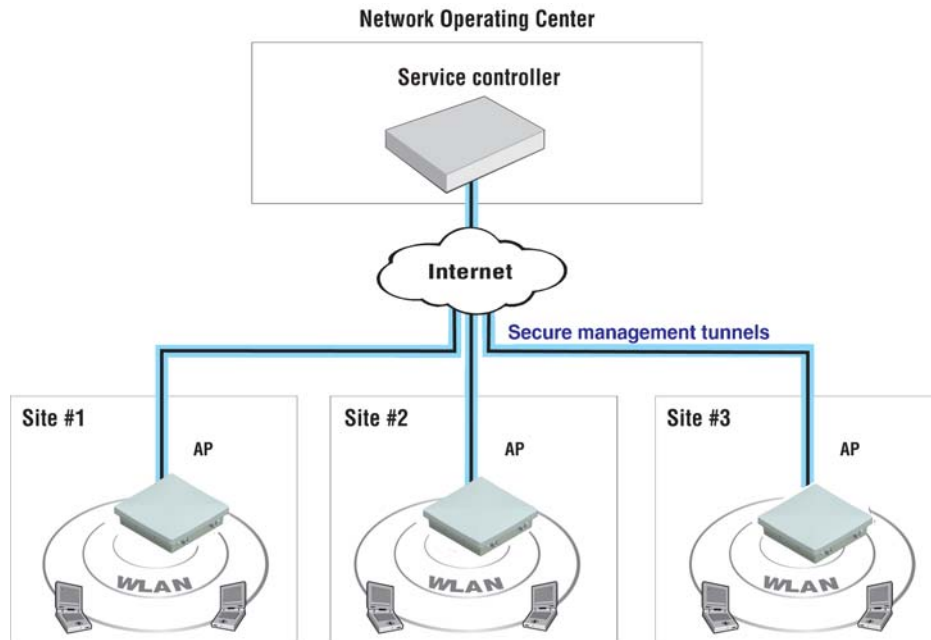 Network Operating Center
Service controller
Internet
Secure management tunnels
Site #1
AP
WLAN
Site #2
AP
WLAN
Site #3
AP
WLAN